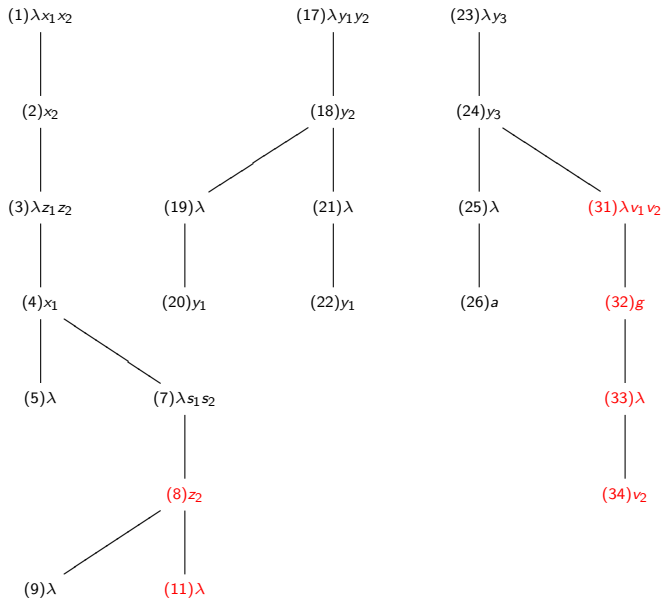 (1)λx₁x₂ (17)λy₁y₂ (23)λy₃
(2)x₂ (18)y₂ (24)y₃
(3)λz₁z₂ (19)λ (21)λ (25)λ (31)λv₁v₂
(4)x₁ (20)y₁ (22)y₁ (26)a (32)g
(5)λ (7)λs₁s₂ (33)λ
(8)z₂ (34)v₂
(9)λ (11)λ